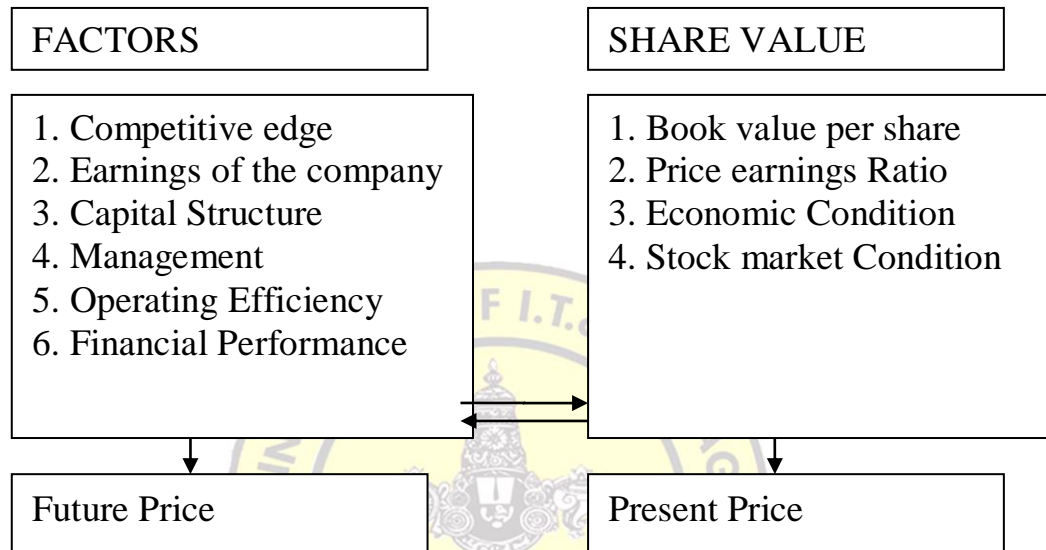 FACTORS
SHARE VALUE
1. Competitive edge
2. Earnings of the company
3. Capital Structure
4. Management
5. Operating Efficiency
6. Financial Performance
1. Book value per share
2. Price earnings Ratio
3. Economic Condition
4. Stock market Condition
F I.T.
Future Price
Present Price